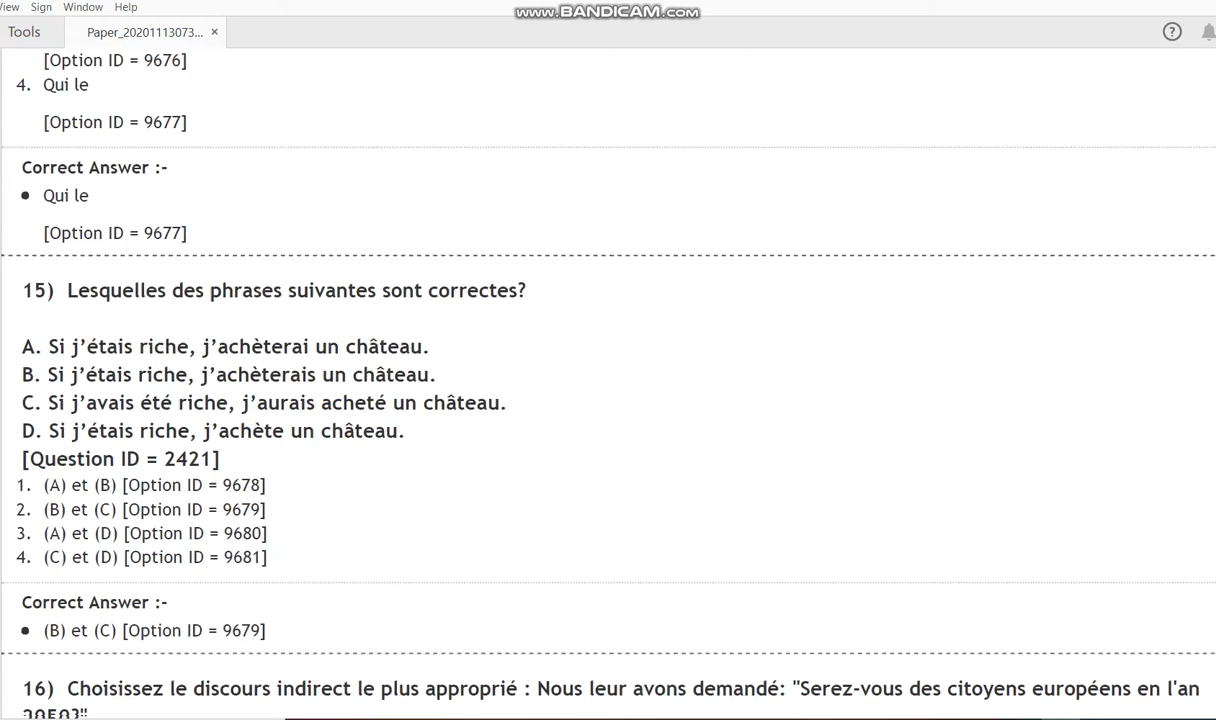 View Sign Window Help
www.BANDICAM.com
Tools Paper_20201113073... ×
[Option ID = 9676]
4. Qui le
[Option ID = 9677]
Correct Answer :-
• Qui le
[Option ID = 9677]
15) Lesquelles des phrases suivantes sont correctes?
A. Si j’étais riche, j’achèterai un château.
B. Si j’étais riche, j’achèterais un château.
C. Si j’avais été riche, j’aurais acheté un château.
D. Si j’étais riche, j’achète un château.
[Question ID = 2421]
1. (A) et (B) [Option ID = 9678]
2. (B) et (C) [Option ID = 9679]
3. (A) et (D) [Option ID = 9680]
4. (C) et (D) [Option ID = 9681]
Correct Answer :-
• (B) et (C) [Option ID = 9679]
16) Choisissez le discours indirect le plus approprié : Nous leur avons demandé: "Serez-vous des citoyens européens en l'an
2050?"